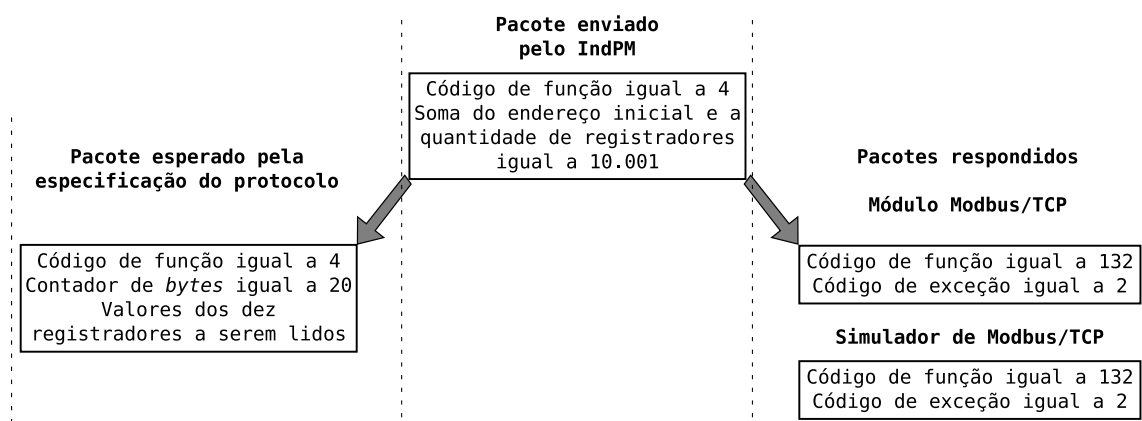 Pacote enviado
pelo IndPM
Código de função igual a 4
Soma do endereço inicial e a
quantidade de registradores
igual a 10.001
Pacote esperado pela
especificação do protocolo
Código de função igual a 4
Contador de bytes igual a 20
Valores dos dez
registradores a serem lidos
Pacotes respondidos
Módulo Modbus/TCP
Código de função igual a 132
Código de exceção igual a 2
Simulador de Modbus/TCP
Código de função igual a 132
Código de exceção igual a 2